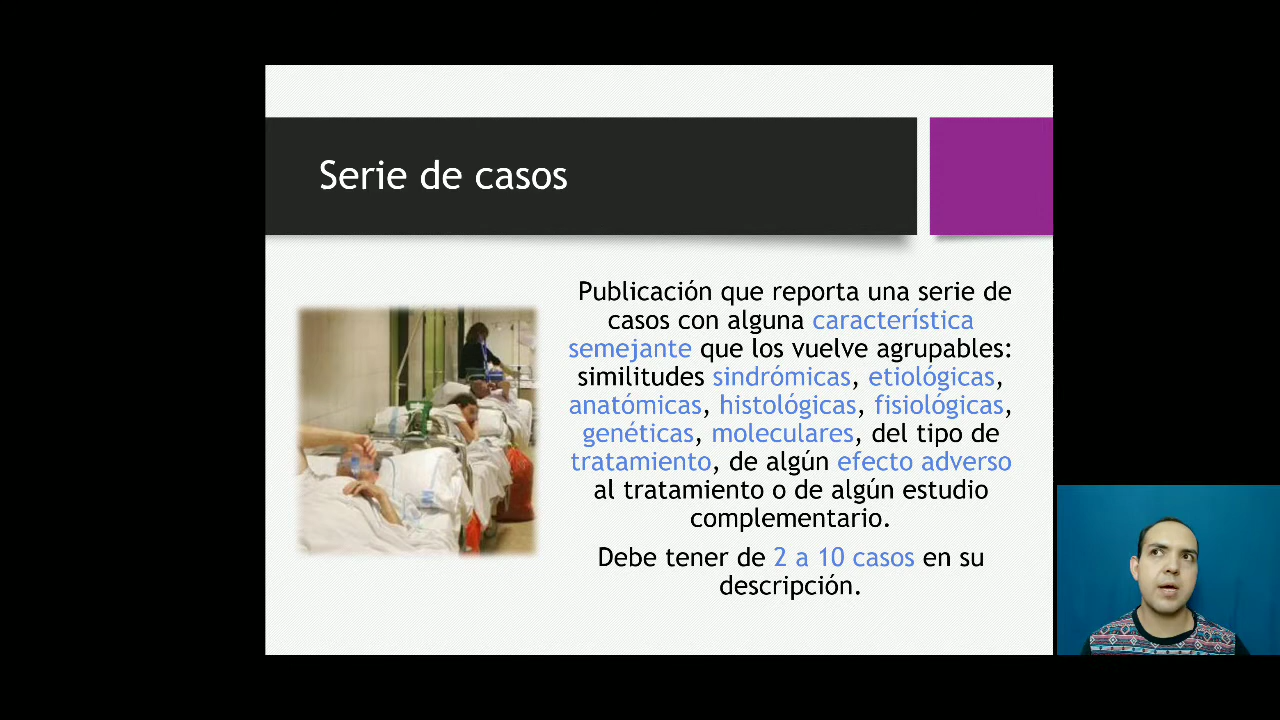 Serie de casos
Publicación que reporta una serie de
casos con alguna característica
semejante que los vuelve agrupables:
similitudes sindrómicas, etiológicas,
anatómicas, histológicas, fisiológicas,
genéticas, moleculares, del tipo de
tratamiento, de algún efecto adverso
al tratamiento o de algún estudio
complementario.
Debe tener de 2 a 10 casos en su
descripción.